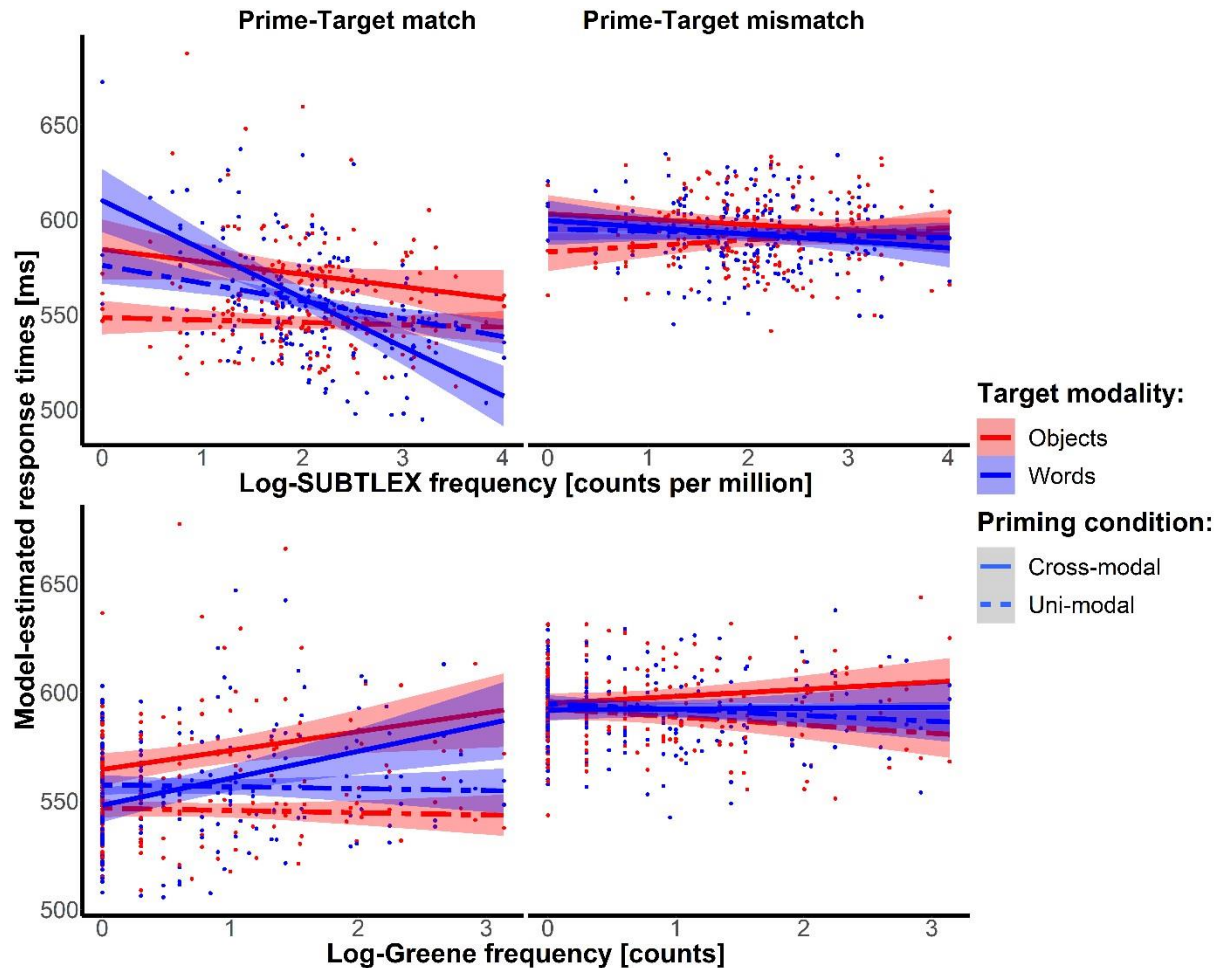 Prime-Target match
Prime-Target mismatch
Model-estimated response times [ms]
650
600
550
500
0 1 2 3 4
0 1 2 3 4
Log-SUBTLEX frequency [counts per million]
Target modality:
Objects
Words
Priming condition:
Cross-modal
Uni-modal
650
600
550
500
0 1 2 3
0 1 2 3
Log-Greene frequency [counts]